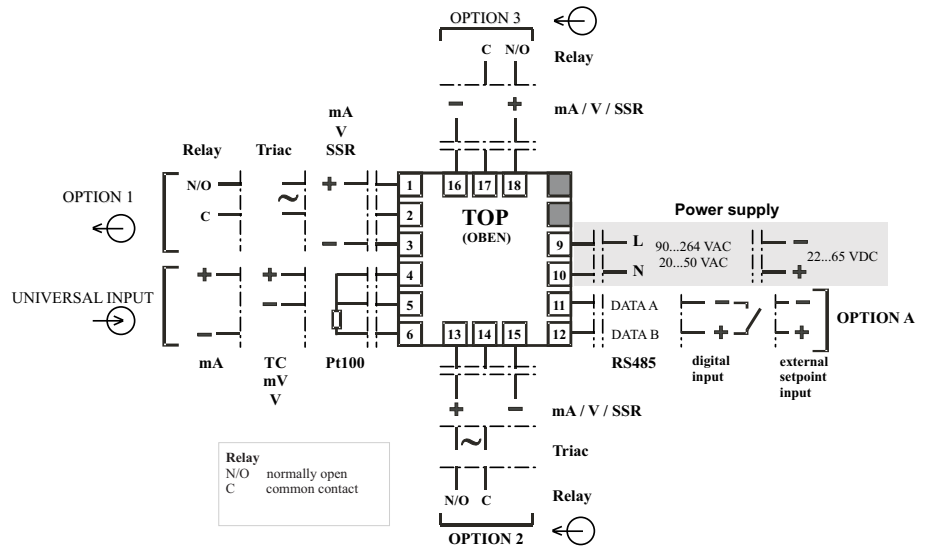 OPTION 3
C N/O
Relay
− +
mA / V / SSR
mA
V
SSR
Relay
Triac
OPTION 1
N/O
C
~
+
−
UNIVERSAL INPUT
+
−
mA
+
−
TC
mV
V
Pt100
1
2
3
4
5
6
16 17 18
TOP
(OBEN)
9
10
11
12
13 14 15
Power supply
L
N
90...264 VAC
20...50 VAC
−
+
22...65 VDC
DATA A
DATA B
RS485
−
+
digital
input
−
+
external
setpoint
input
OPTION A
+ −
mA / V / SSR
~
Triac
N/O C
Relay
OPTION 2
Relay
N/O normally open
C common contact